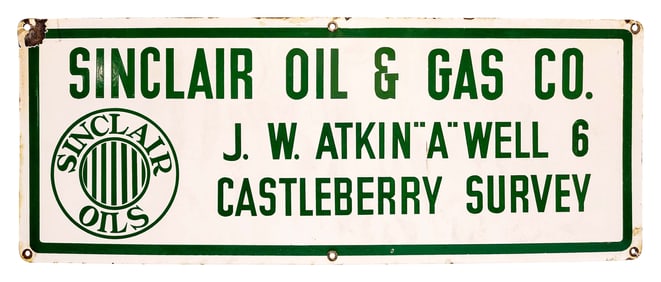 SINCLAIR OIL & GAS CO.
SINCLAIR
OILS
J. W. ATKIN "A" WELL 6
CASTLEBERRY SURVEY